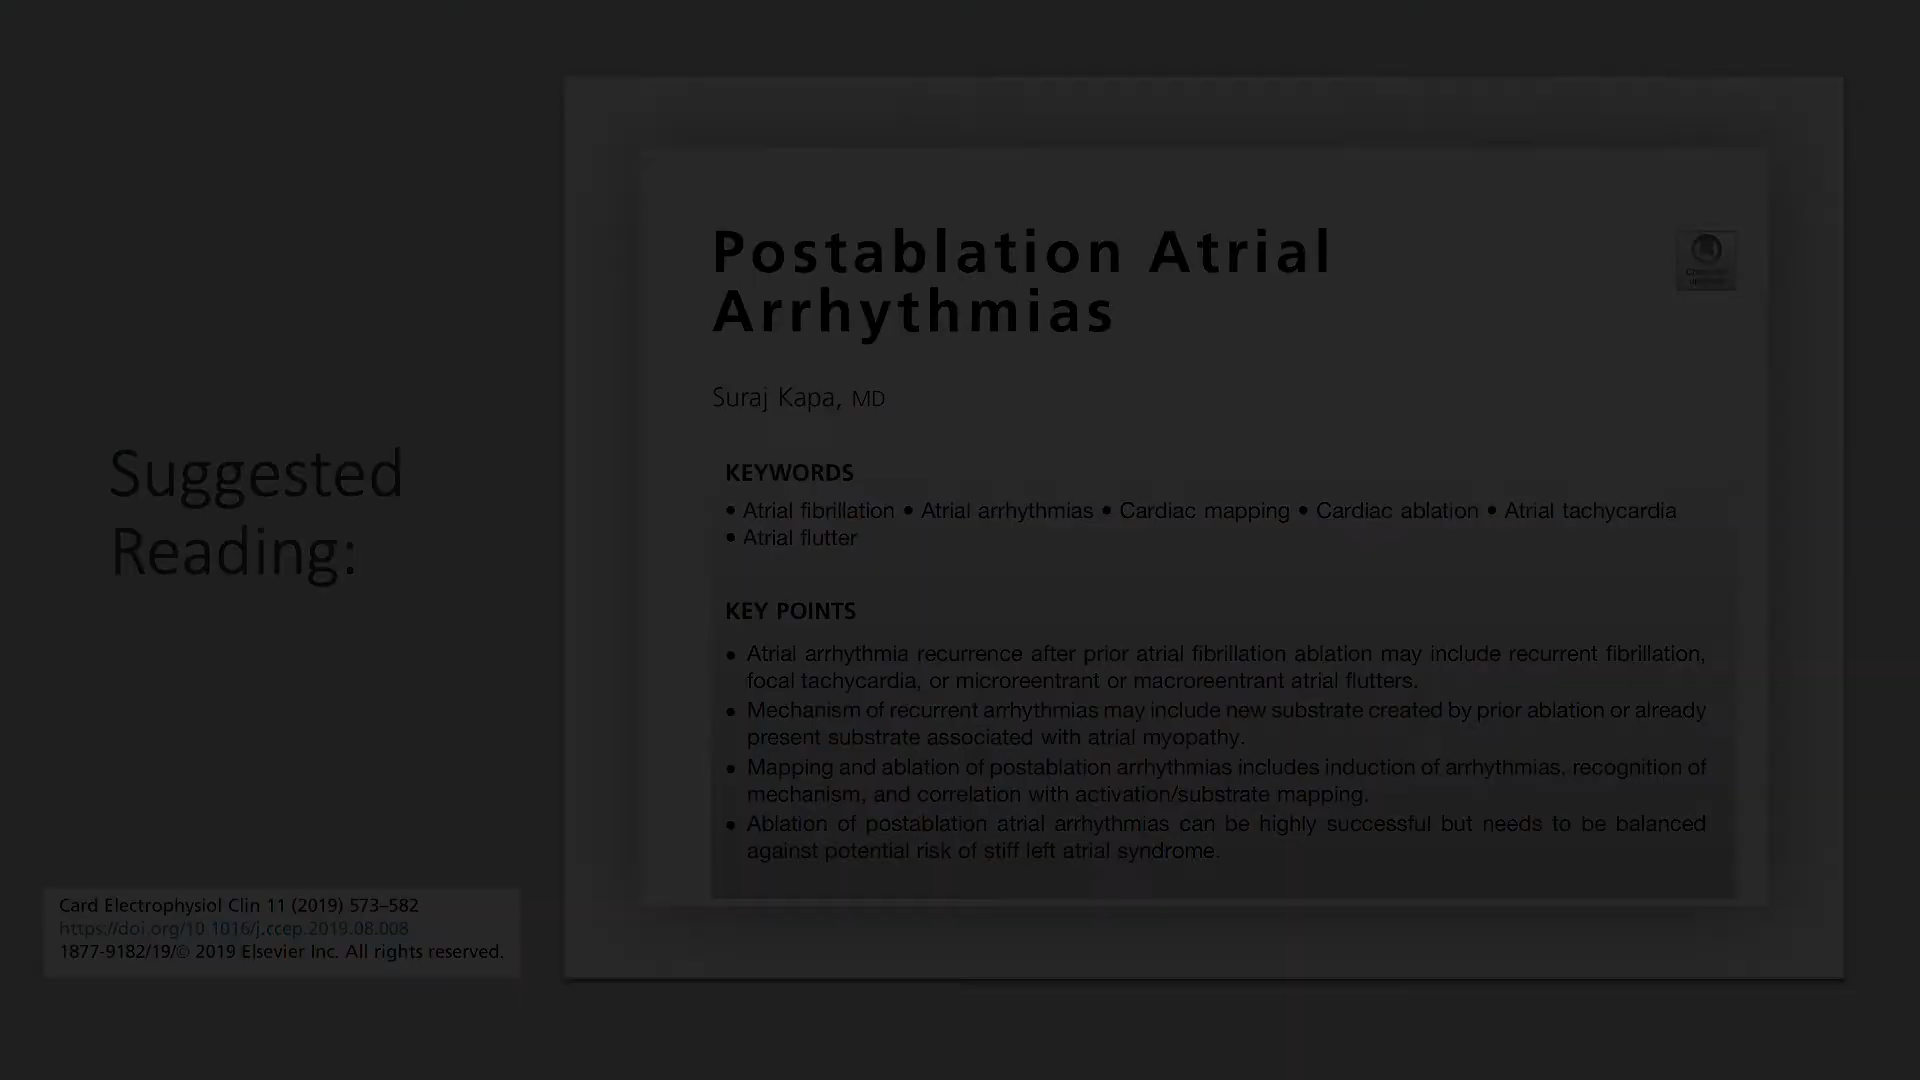 Suggested
Reading:
Postablation Atrial
Arrhythmias
Suraj Kapa, MD
KEYWORDS
• Atrial fibrillation • Atrial arrhythmias • Cardiac mapping • Cardiac ablation • Atrial tachycardia
• Atrial flutter
KEY POINTS
• Atrial arrhythmia recurrence after prior atrial fibrillation ablation may include recurrent fibrillation,
focal tachycardia, or microreentrant or macroreentrant atrial flutters.
• Mechanism of recurrent arrhythmias may include new substrate created by prior ablation or already
present substrate associated with atrial myopathy.
• Mapping and ablation of postablation arrhythmias includes induction of arrhythmias, recognition of
mechanism, and correlation with activation/substrate mapping.
• Ablation of postablation atrial arrhythmias can be highly successful but needs to be balanced
against potential risk of stiff left atrial syndrome.
Card Electrophysiol Clin 11 (2019) 573–582
https://doi.org/10.1016/j.ccep.2019.08.008
1877-9182/19/© 2019 Elsevier Inc. All rights reserved.